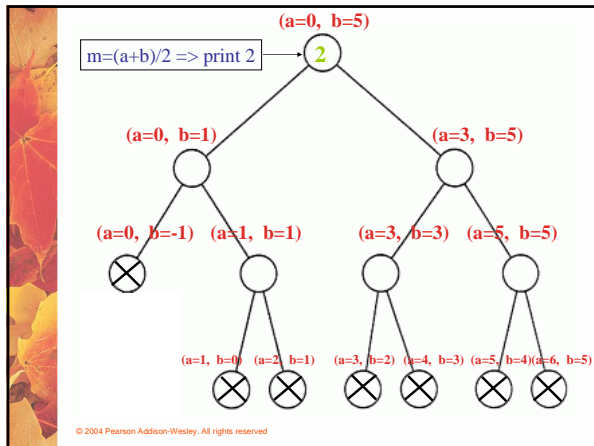 (a=0, b=5)
m=(a+b)/2 => print 2
2
(a=0, b=1)
(a=3, b=5)
(a=0, b=-1)
(a=1, b=1)
(a=3, b=3)
(a=5, b=5)
(a=1, b=0)
(a=2, b=1)
(a=3, b=2)
(a=4, b=3)
(a=5, b=4)
(a=6, b=5)
© 2004 Pearson Addison-Wesley. All rights reserved